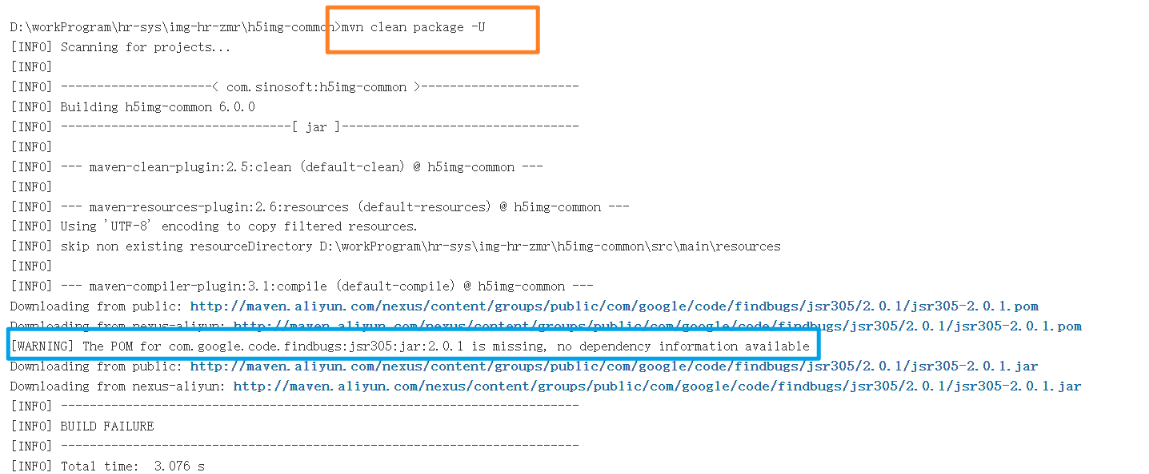 D:\workProgram\hr-sys\img-hr-zmr\h5img-common>mvn clean package -U
[INFO] Scanning for projects...
[INFO]
[INFO] ---------------------< com.sinosoft:h5img-common >----------------------
[INFO] Building h5img-common 6.0.0
[INFO] --------------------------------[ jar ]---------------------------------
[INFO]
[INFO] --- maven-clean-plugin:2.5:clean (default-clean) @ h5img-common ---
[INFO]
[INFO] --- maven-resources-plugin:2.6:resources (default-resources) @ h5img-common ---
[INFO] Using 'UTF-8' encoding to copy filtered resources.
[INFO] skip non existing resourceDirectory D:\workProgram\hr-sys\img-hr-zmr\h5img-common\src\main\resources
[INFO]
[INFO] --- maven-compiler-plugin:3.1:compile (default-compile) @ h5img-common ---
Downloading from public: http://maven.aliyun.com/nexus/content/groups/public/com/google/code/findbugs/jsr305/2.0.1/jsr305-2.0.1.pom
Downloading from nexus-aliyun: http://maven.aliyun.com/nexus/content/groups/public/com/google/code/findbugs/jsr305/2.0.1/jsr305-2.0.1.pom
[WARNING] The POM for com.google.code.findbugs:jsr305:jar:2.0.1 is missing, no dependency information available
Downloading from public: http://maven.aliyun.com/nexus/content/groups/public/com/google/code/findbugs/jsr305/2.0.1/jsr305-2.0.1.jar
Downloading from nexus-aliyun: http://maven.aliyun.com/nexus/content/groups/public/com/google/code/findbugs/jsr305/2.0.1/jsr305-2.0.1.jar
[INFO] ------------------------------------------------------------------------
[INFO] BUILD FAILURE
[INFO] ------------------------------------------------------------------------
[INFO] Total time:  3.076 s